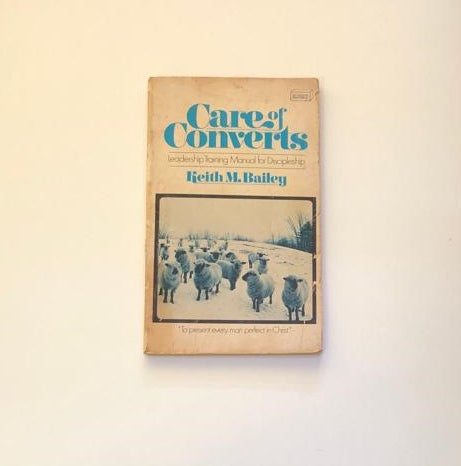 Care of
Converts
Leadership Training Manual for Discipleship
Keith M. Bailey
"To present every man perfect in Christ"